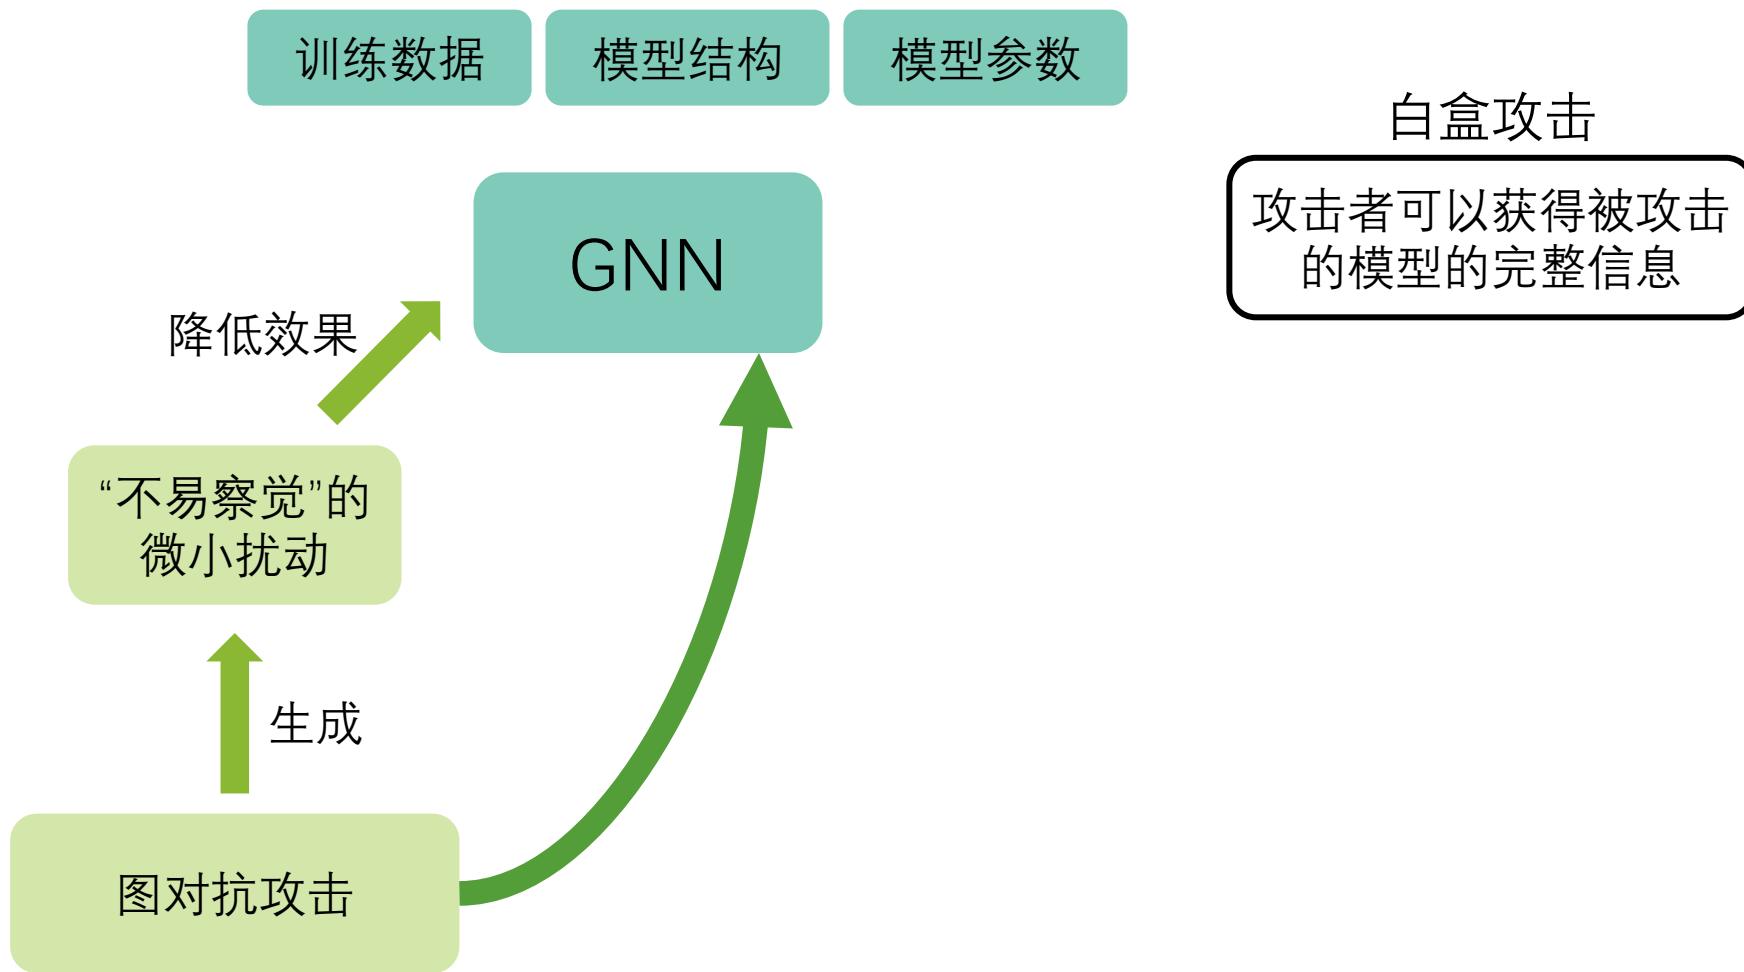 训练数据
模型结构
模型参数
白盒攻击
攻击者可以获得被攻击
的模型的完整信息
GNN
降低效果
“不易察觉”的
微小扰动
生成
图对抗攻击